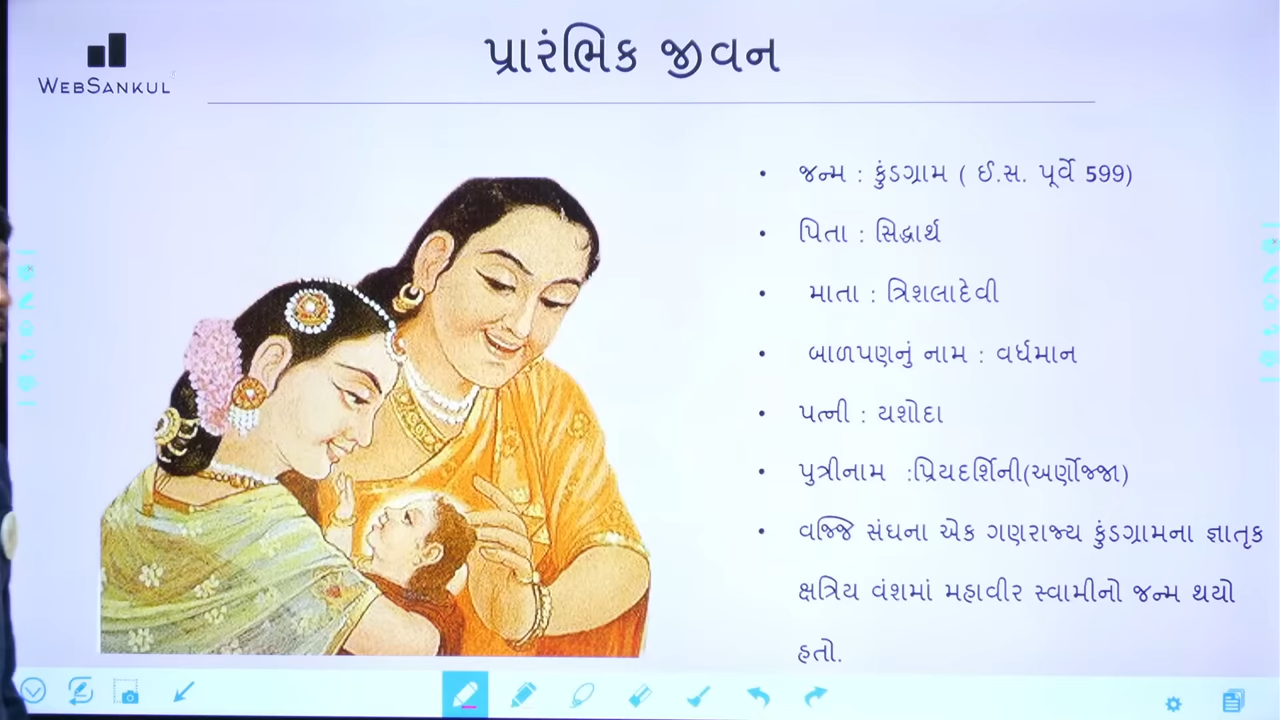 પ્રારંભિક જીવન
WEBSANKUL
• જન્મ : કુંડગ્રામ ( ઈ.સ. પૂર્વે 599)
• પિતા : સિદ્ધાર્થ
• માતા : ત્રિશલાદેવી
• બાળપણનું નામ : વર્ધમાન
• પત્ની : યશોદા
• પુત્રીનામ :પ્રિયદર્શિની(અર્ણોજ્જા)
• વજ્જિ સંઘના એક ગણરાજ્ય કુંડગ્રામના જ્ઞાતૃક
ક્ષત્રિય વંશમાં મહાવીર સ્વામીનો જન્મ થયો
હતો.